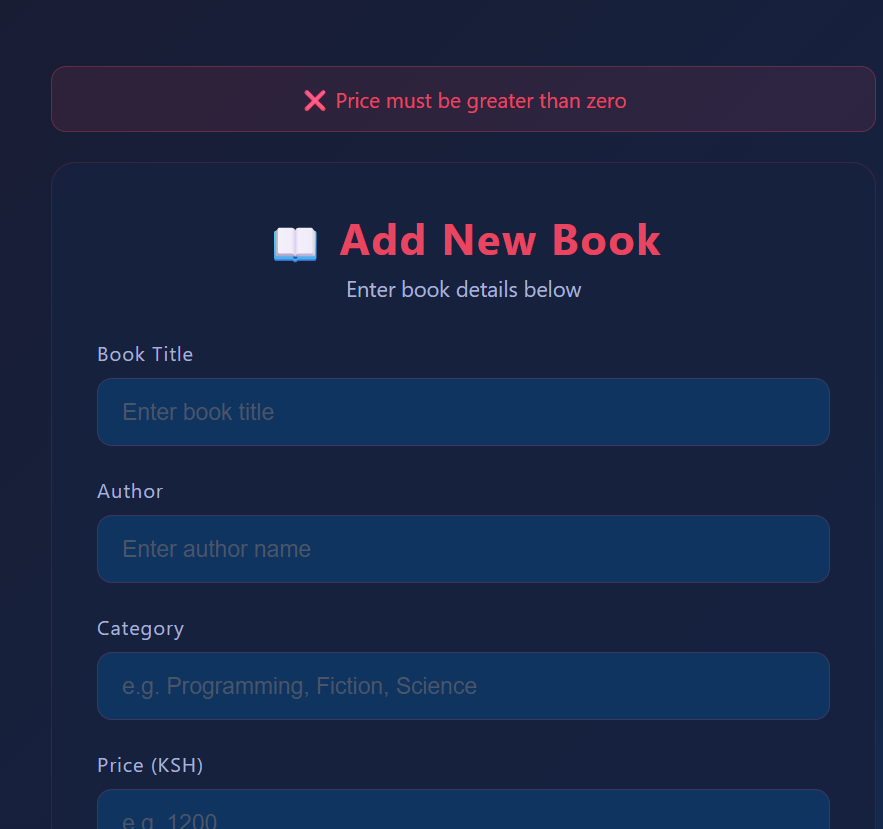 ❌ Price must be greater than zero
📖 Add New Book
Enter book details below
Book Title
Enter book title
Author
Enter author name
Category
e.g. Programming, Fiction, Science
Price (KSH)
e.g. 1200